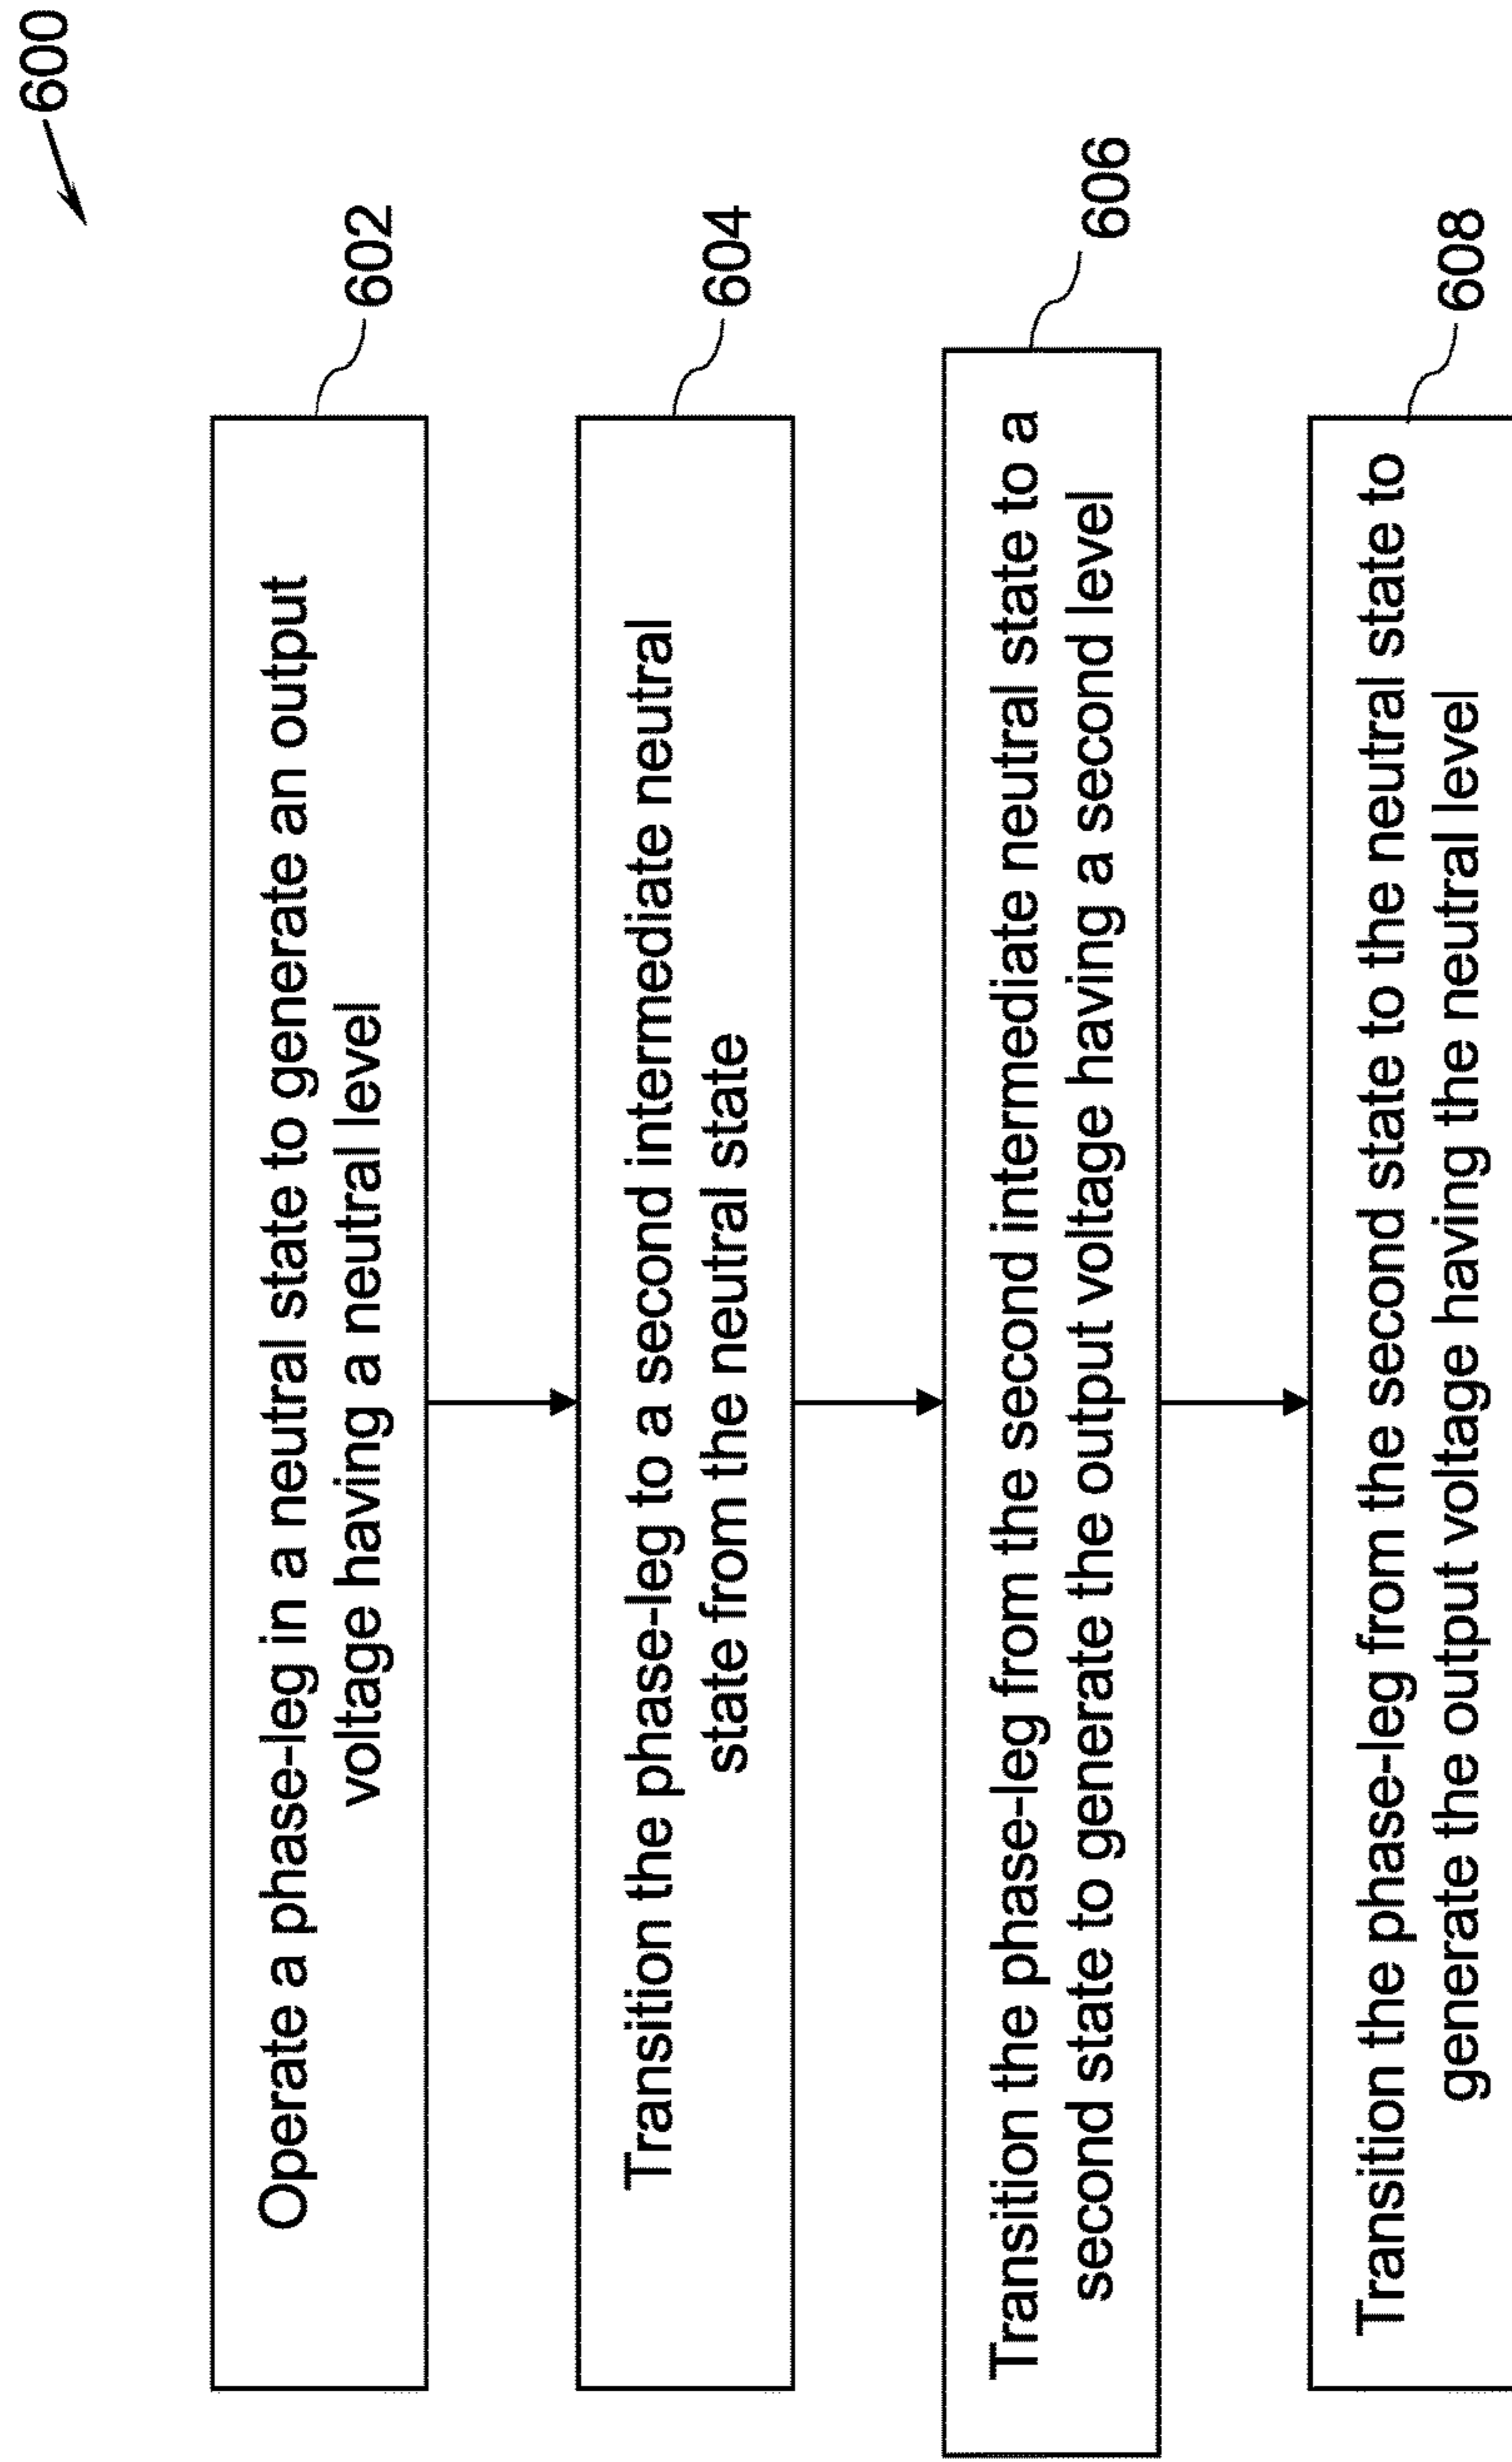 600
Operate a phase-leg in a neutral state to generate an output
voltage having a neutral level
602
Transition the phase-leg to a second intermediate neutral
state from the neutral state
604
Transition the phase-leg from the second intermediate neutral state to a
second state to generate the output voltage having a second level
606
Transition the phase-leg from the second state to the neutral state to
generate the output voltage having the neutral level
608